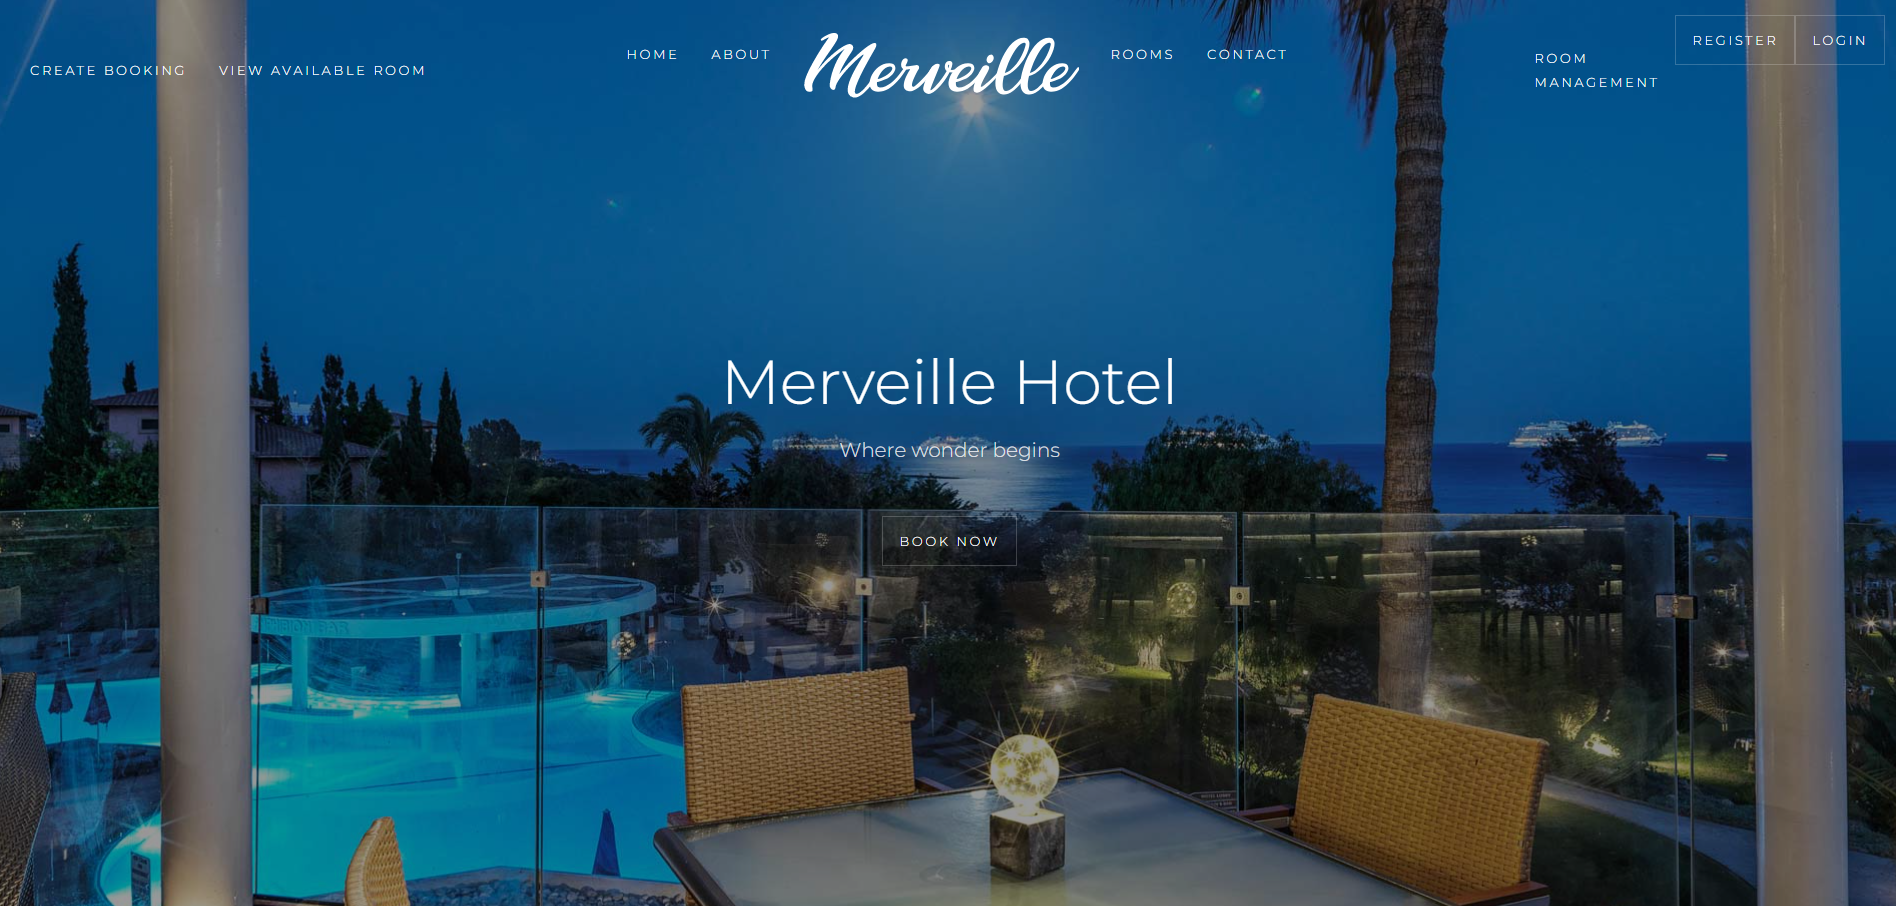 CREATE BOOKING
VIEW AVAILABLE ROOM
HOME
ABOUT
Merveille
ROOMS
CONTACT
ROOM
MANAGEMENT
REGISTER
LOGIN
Merveille Hotel
Where wonder begins
BOOK NOW